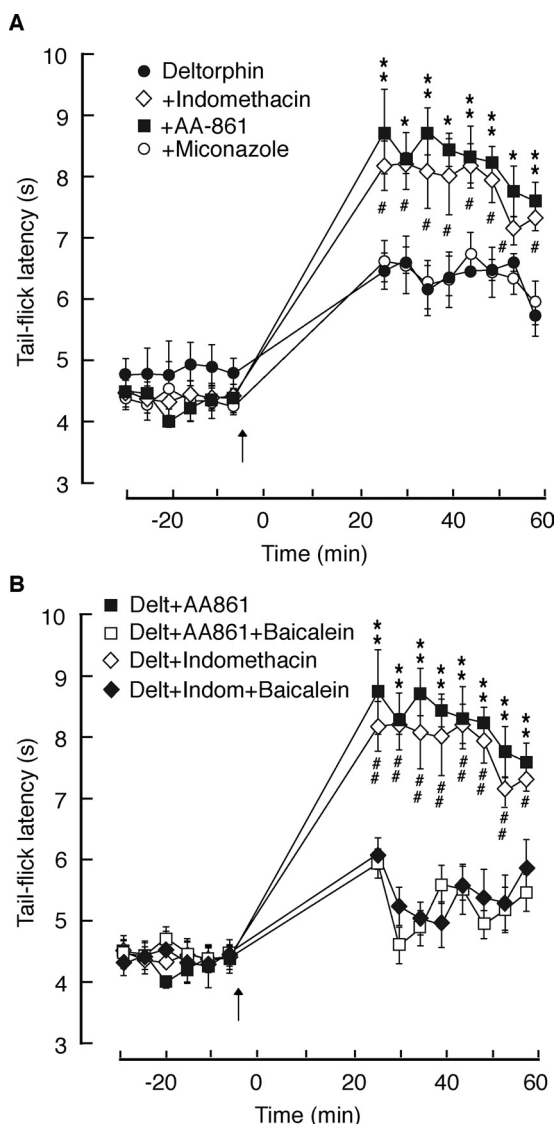 A
10
9
8
7
6
5
4
3
Tail-flick latency (s)
Deltorphin
+Indomethacin
+AA-861
+Miconazole
* * * * * * * * * * * * *
# # # # # # # #
-20 0 20 40 60
Time (min)
B
10
9
8
7
6
5
4
3
Tail-flick latency (s)
Delt+AA861
Delt+AA861+Baicalein
Delt+Indomethacin
Delt+Indom+Baicalein
* * * * * * * * * * * * * * * *
# # # # # # # # # # # # # # #
-20 0 20 40 60
Time (min)